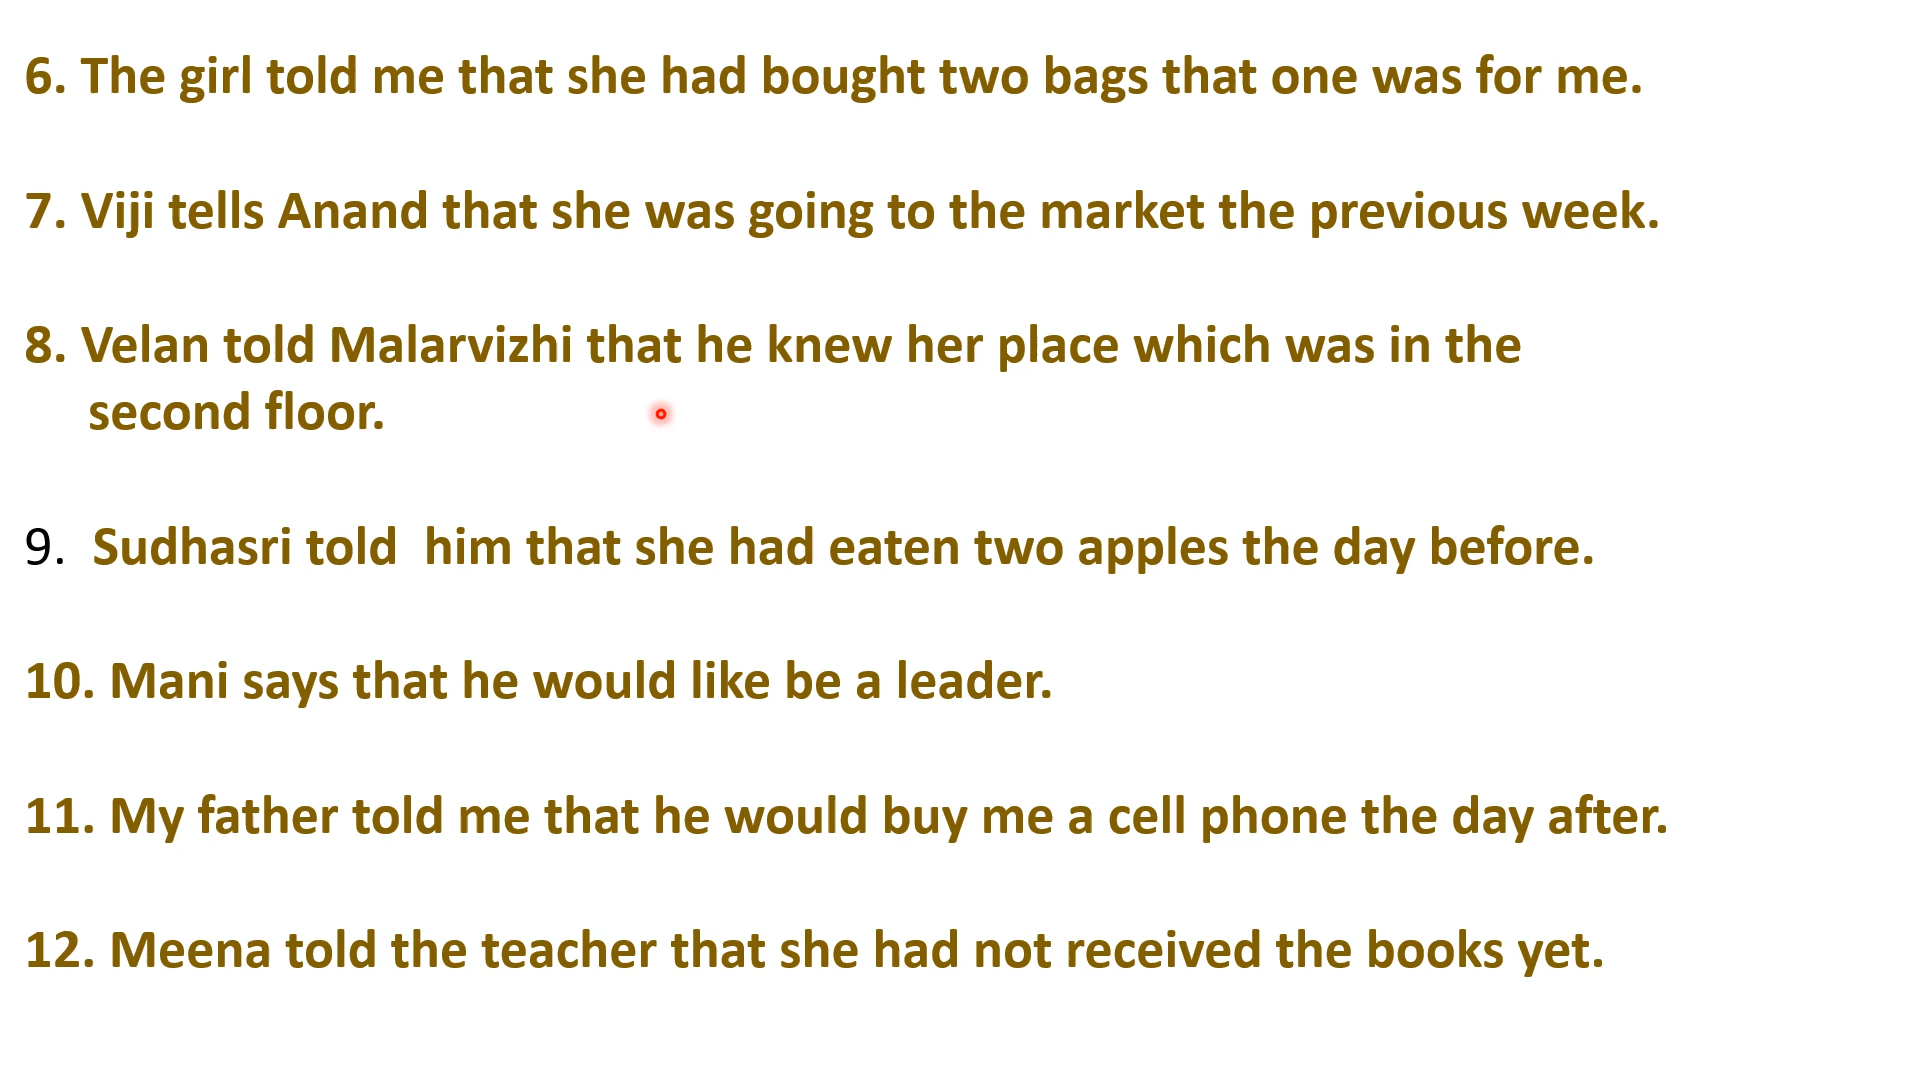 6. The girl told me that she had bought two bags that one was for me.
7. Viji tells Anand that she was going to the market the previous week.
8. Velan told Malarvizhi that he knew her place which was in the
second floor.
9. Sudhasri told him that she had eaten two apples the day before.
10. Mani says that he would like be a leader.
11. My father told me that he would buy me a cell phone the day after.
12. Meena told the teacher that she had not received the books yet.